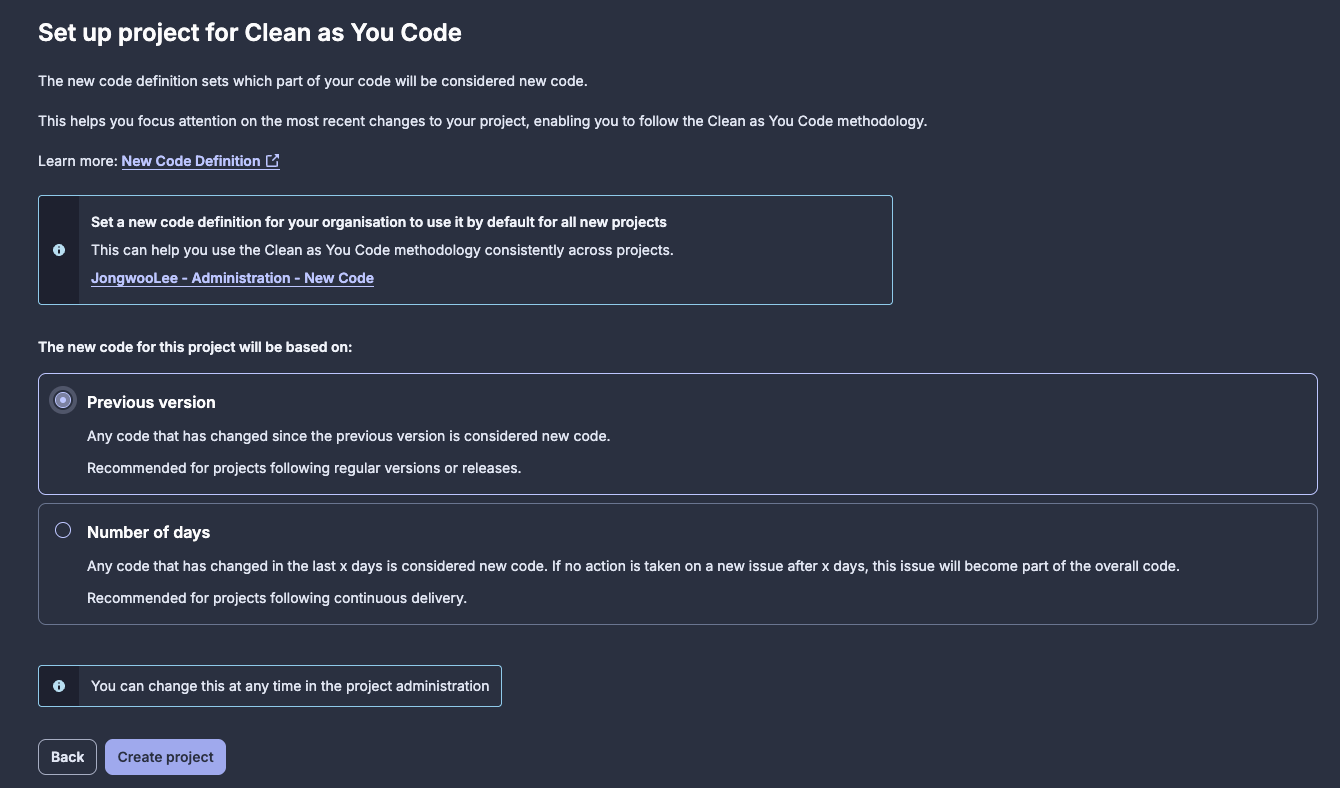 Set up project for Clean as You Code
The new code definition sets which part of your code will be considered new code.
This helps you focus attention on the most recent changes to your project, enabling you to follow the Clean as You Code methodology.
Learn more: New Code Definition
Set a new code definition for your organisation to use it by default for all new projects
This can help you use the Clean as You Code methodology consistently across projects.
JongwooLee - Administration - New Code
The new code for this project will be based on:
Previous version
Any code that has changed since the previous version is considered new code.
Recommended for projects following regular versions or releases.
Number of days
Any code that has changed in the last x days is considered new code. If no action is taken on a new issue after x days, this issue will become part of the overall code.
Recommended for projects following continuous delivery.
You can change this at any time in the project administration
Back
Create project